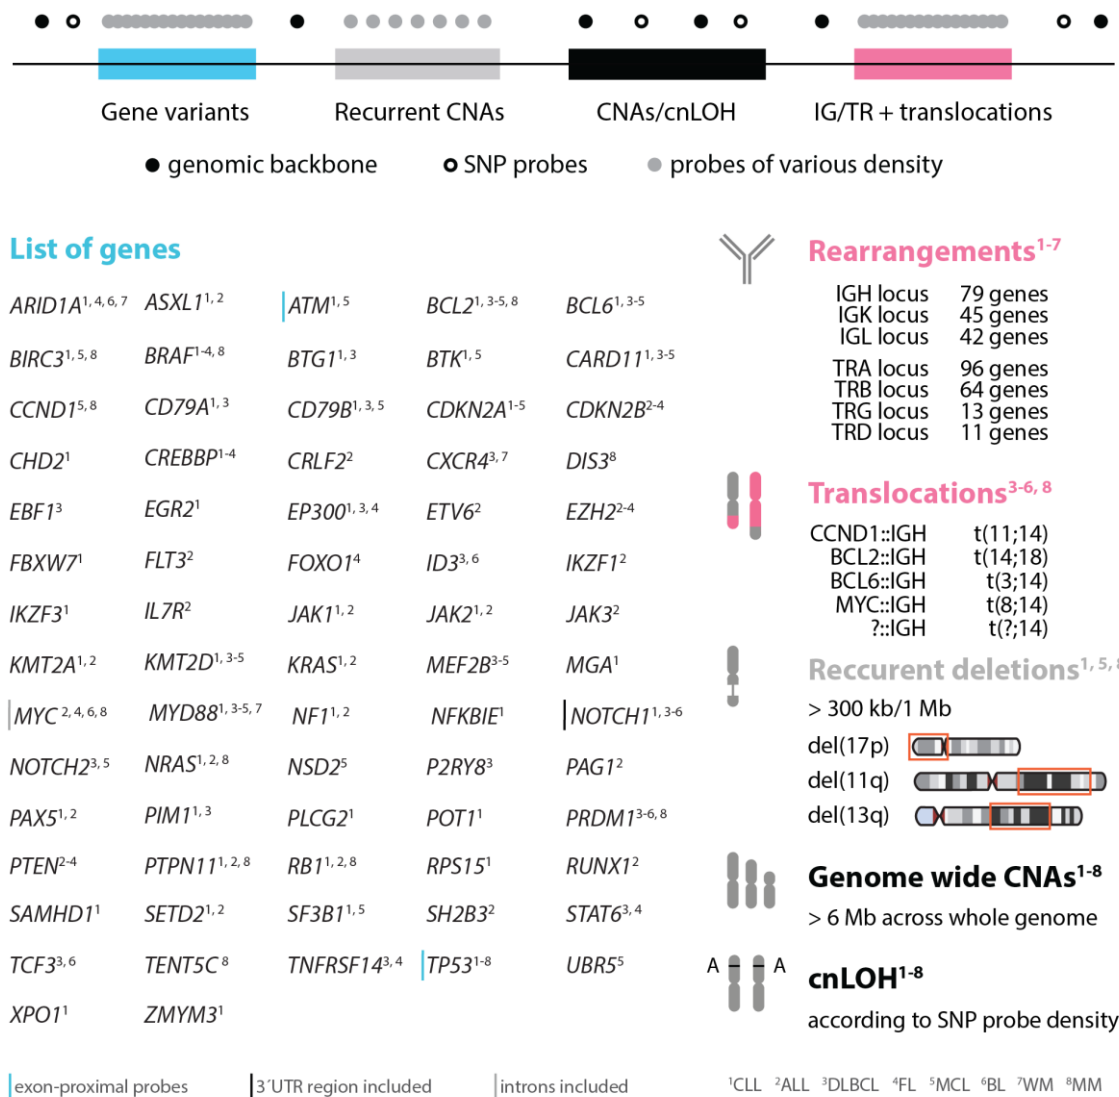 Gene variants Recurrent CNAs CNAs/cnLOH IG/TR + translocations
genomic backbone SNP probes probes of various density
List of genes
ARID1A1, 4, 6, 7 ASXL11, 2 ATM1, 5 BCL21, 3-5, 8 BCL61, 3-5
BIRC31, 5, 8 BRAF1-4, 8 BTG11, 3 BTK1, 5 CARD111, 3-5
CCND15, 8 CD79A1, 3 CD79B1, 3, 5 CDKN2A1-5 CDKN2B2-4
CHD21 CREBBP1-4 CRLF22 CXCR43, 7 DIS38
EBF13 EGR21 EP3001, 3, 4 ETV62 EZH22-4
FBXW71 FLT32 FOXO14 ID33, 6 IKZF12
IKZF31 IL7R2 JAK11, 2 JAK21, 2 JAK32
KMT2A1, 2 KMT2D1, 3-5 KRAS1, 2 MEF2B3-5 MGA1
MYC2, 4, 6, 8 MYD881, 3-5, 7 NF11, 2 NFKBIE1 NOTCH11, 3-6
NOTCH23, 5 NRAS1, 2, 8 NSD25 P2RY83 PAG12
PAX51, 2 PIM11, 3 PLCG21 POT11 PRDM13-6, 8
PTEN2-4 PTPN111, 2, 8 RB11, 2, 8 RPS151 RUNX12
SAMHD11 SETD21, 2 SF3B11, 5 SH2B32 STAT63, 4
TCF33, 6 TENT5C8 TNFRSF143, 4 TP531-8 UBR55
XPO11 ZMYM31
exon-proximal probes 3´UTR region included introns included
Rearrangements1-7
IGH locus 79 genes
IGK locus 45 genes
IGL locus 42 genes
TRA locus 96 genes
TRB locus 64 genes
TRG locus 13 genes
TRD locus 11 genes
Translocations3-6, 8
CCND1::IGH t(11;14)
BCL2::IGH t(14;18)
BCL6::IGH t(3;14)
MYC::IGH t(8;14)
?::IGH t(?;14)
Reccurent deletions1, 5, 8
> 300 kb/1 Mb
del(17p)
del(11q)
del(13q)
Genome wide CNAs1-8
> 6 Mb across whole genome
A A
cnLOH1-8
according to SNP probe density
1CLL 2ALL 3DLBCL 4FL 5MCL 6BL 7WM 8MM